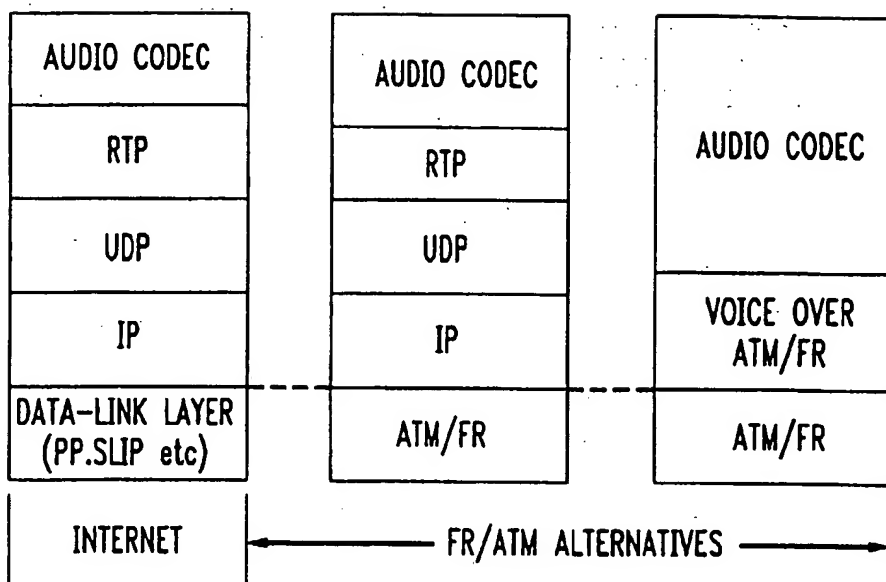 AUDIO CODEC
RTP
UDP
IP
DATA-LINK LAYER
(PP.SLIP etc)
INTERNET
AUDIO CODEC
RTP
UDP
IP
ATM/FR
AUDIO CODEC
VOICE OVER
ATM/FR
ATM/FR
FR/ATM ALTERNATIVES